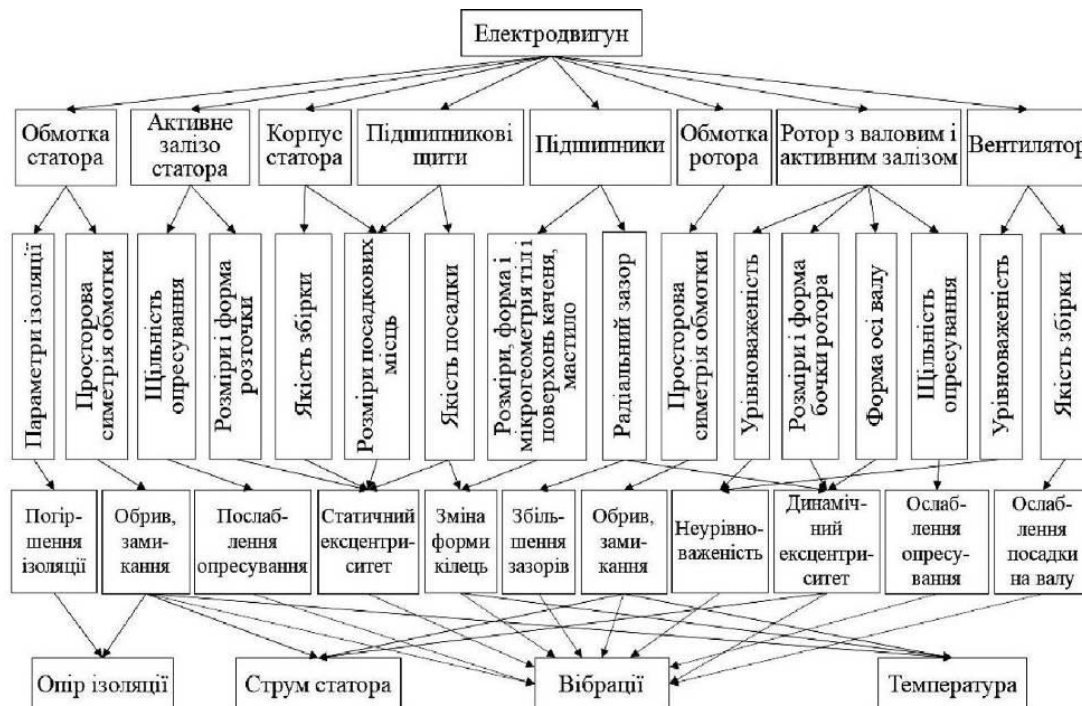 Електродвигун
Обмотка
статора
Активне
залізо
статора
Корпус
статора
Підшипникові
щити
Підшипники
Обмотка
ротора
Ротор з валовим і
активним залізом
Вентилятор
Параметри ізоляції
Просторова
симетрія обмотки
Щільність
опресування
Розміри і форма
розточки
Якість збірки
Розміри посадкових
місць
Якість посадки
Розміри, форма і
мікрогеометрія тіл і
поверхонь каченя,
мастило
Радіальний зазор
Просторова
симетрія обмотки
Урівноваженість
Розміри і форма
бочки ротора
Форма осі валу
Щільність
опресування
Урівноваженість
Якість збірки
Погір-
шення
ізоляції
Обрив,
зами-
кання
Послаб-
лення
опресування
Статичний
ексцентри-
ситет
Зміна
форми
кілець
Збіль-
шення
зазорів
Обрив,
зами-
кання
Неурівно-
важеність
Динаміч-
ний
ексцентри-
ситет
Ослаб-
лення
опресу-
вання
Ослаб-
лення
посадки
на валу
Опір ізоляції
Струм статора
Вібрації
Температура